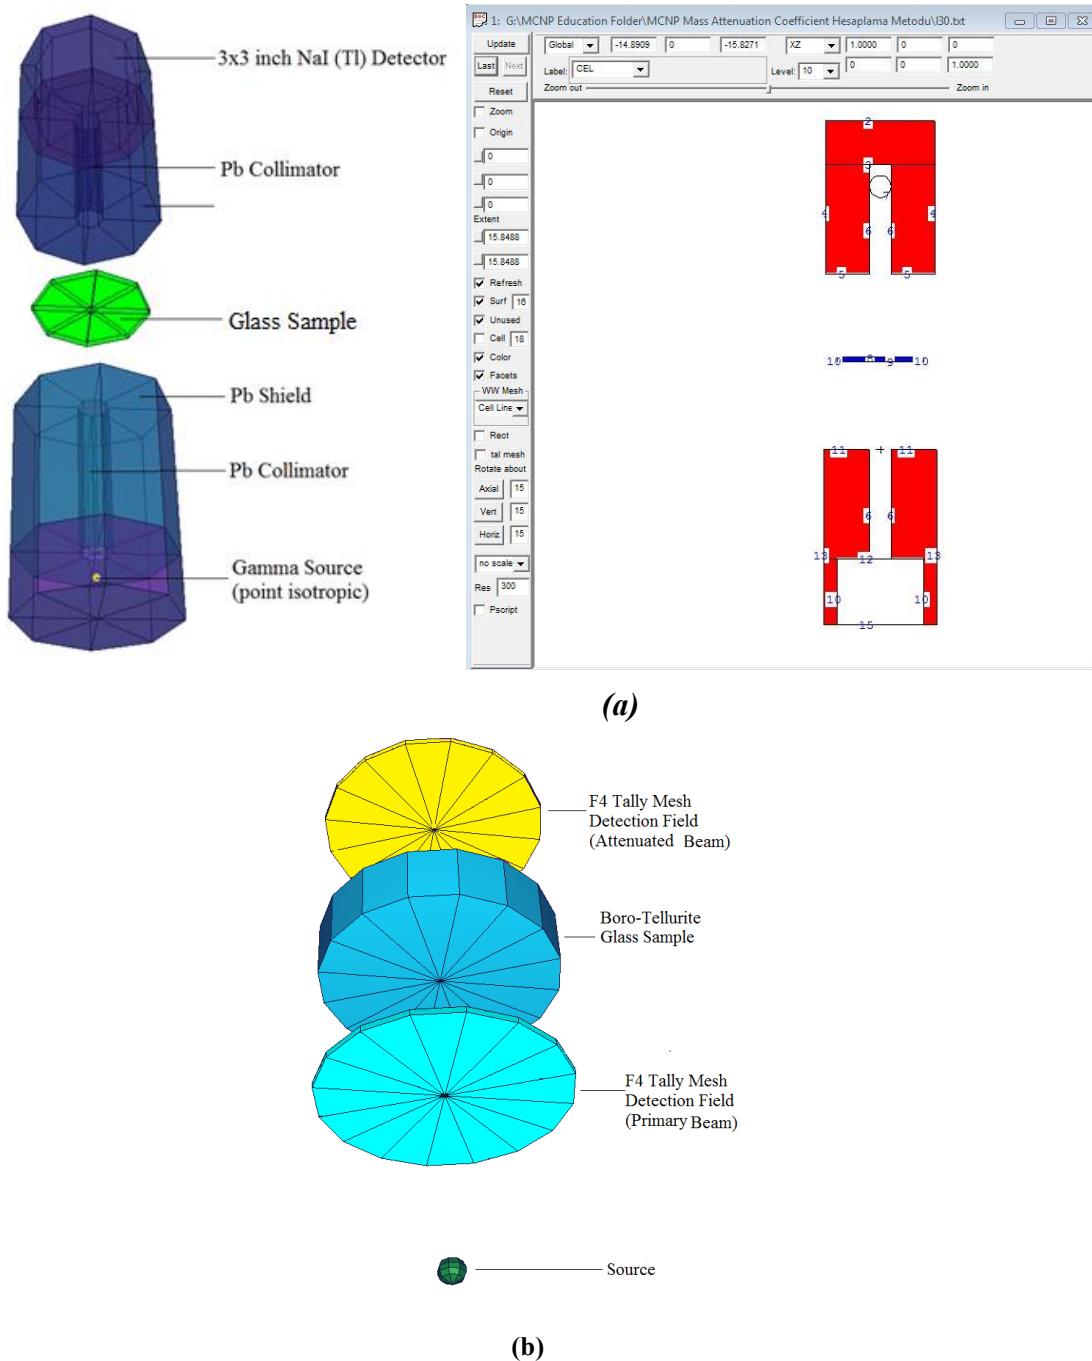 3x3 inch NaI (Tl) Detector
Pb Collimator
Glass Sample
Pb Shield
Pb Collimator
Gamma Source
(point isotropic)
1: G:\MCNP Education Folder\MCNP Mass Attenuation Coefficient Hesaplama Metodu\I30.txt
Update
Global
-14.8909
0
-15.8271
XZ
1.0000
0
0
Last
Next
Label:
CEL
Level:
10
0
0
1.0000
Reset
Zoom out
Zoom in
Zoom
Origin
0
0
0
Extent
15.8488
15.8488
Refresh
Surf
16
Unused
Cell
18
Color
Facets
WW Mesh
Cell Line
Rect
tal mesh
Rotate about
Axial
15
Vert
15
Horiz
15
no scale
Res
300
Pscript
2
3
7
4
4
6
6
5
5
10
8
9
10
11
11
6
6
13
12
13
10
10
15
(a)
F4 Tally Mesh
Detection Field
(Attenuated Beam)
Boro-Tellurite
Glass Sample
F4 Tally Mesh
Detection Field
(Primary Beam)
Source
(b)